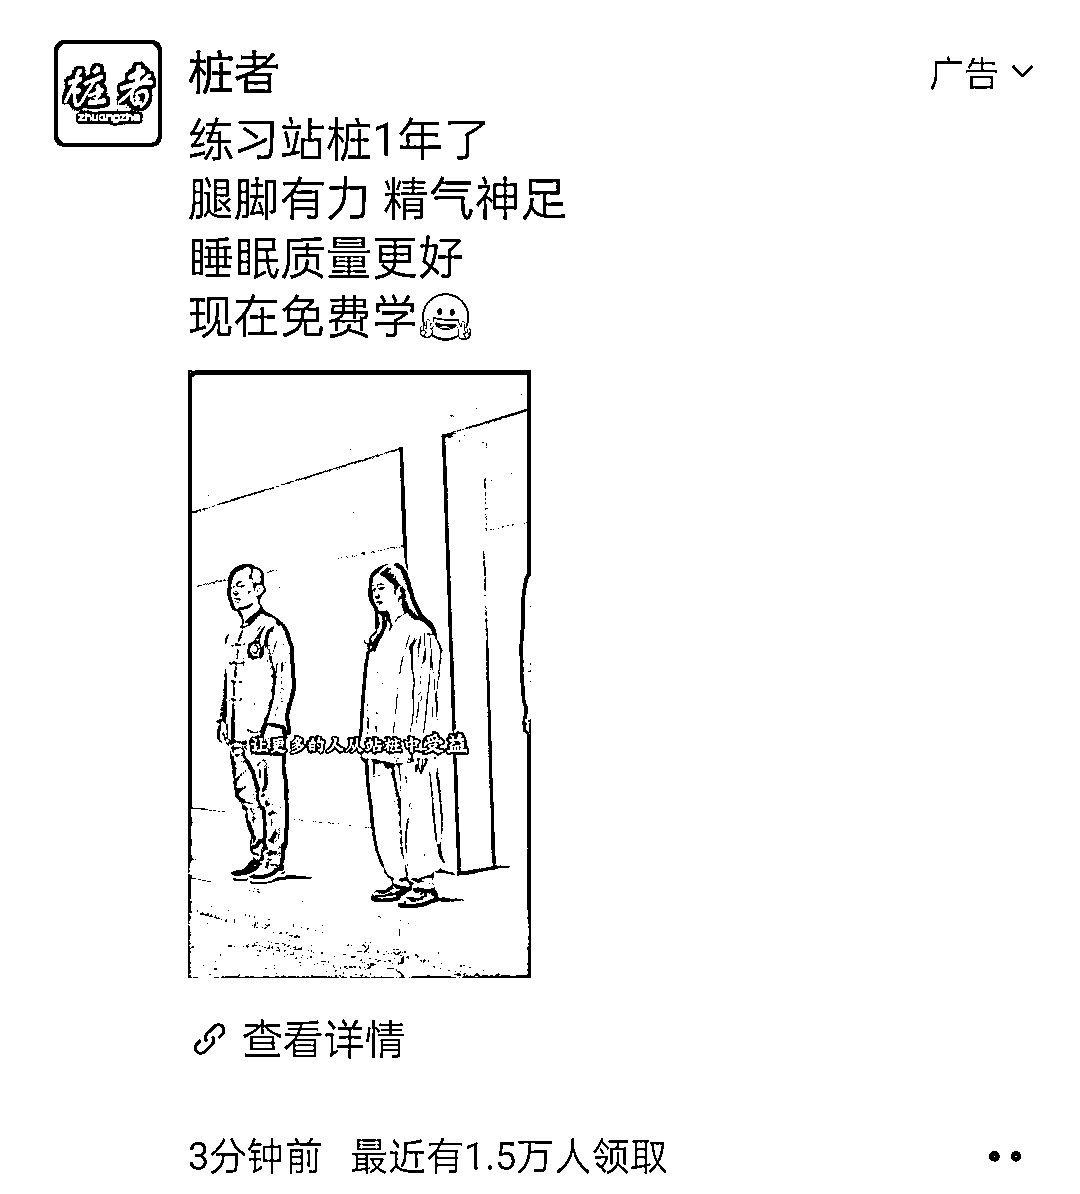 桩者
zhuangzhe
桩者
广告
练习站桩1年了
腿脚有力 精气神足
睡眠质量更好
现在免费学
让更多的人从站桩中受益
查看详情
3分钟前 最近有1.5万人领取